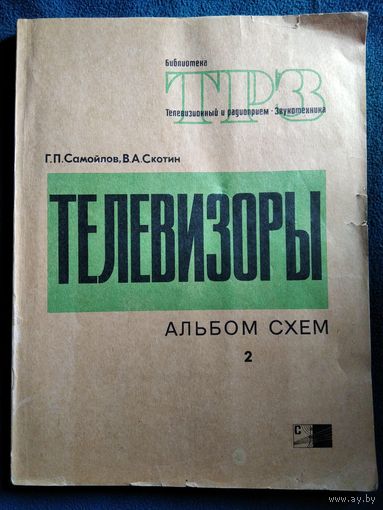 Библиотека
ТРЗ
Телевизионный и радиоприем · Звукотехника
Г.П.Самойлов, В.А.Скотин
ТЕЛЕВИЗОРЫ
АЛЬБОМ СХЕМ
2
С
www.ay.by